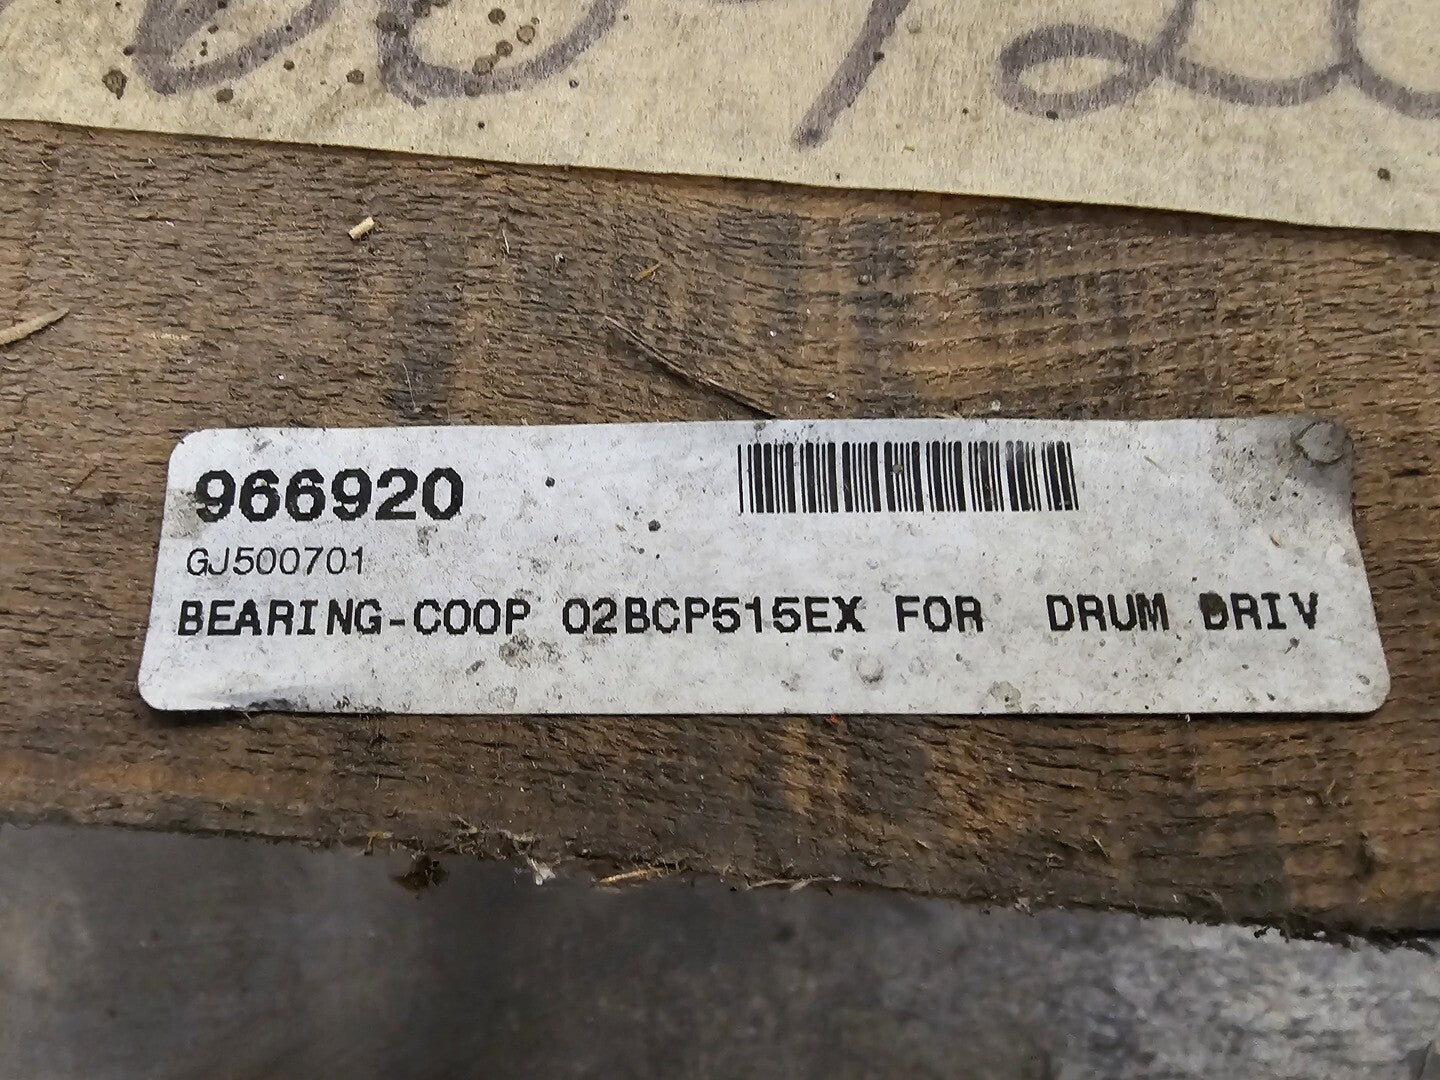 966920
GJ500701
BEARING-COOP 02BCP515EX FOR DRUM DRIV